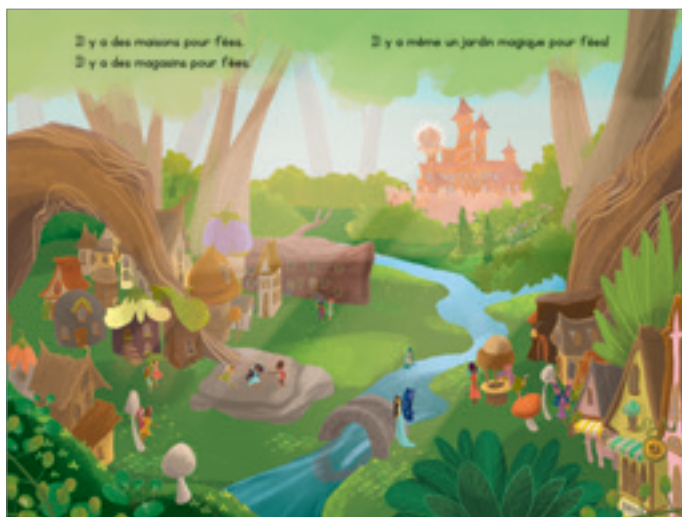 Il y a des maisons pour fées.
Il y a des magasins pour fées.
Il y a même un jardin magique pour fées!